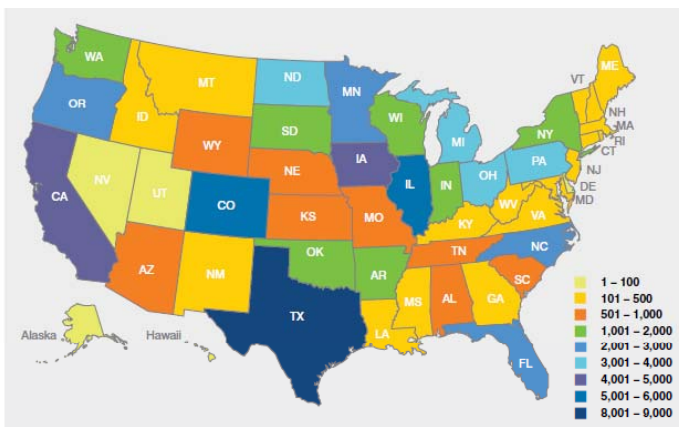 WA
MT
ND
MN
VT
ME
OR
ID
SD
WI
NH
MA
WY
MI
NY
RI
CT
NV
UT
NE
IA
PA
NJ
CA
CO
IL
IN
OH
DE
MD
KS
MO
WV
VA
KY
AZ
NM
OK
AR
TN
NC
SC
TX
MS
AL
GA
LA
FL
Alaska
Hawaii
1 – 100
101 – 500
501 – 1,000
1,001 – 2,000
2,001 – 3,000
3,001 – 4,000
4,001 – 5,000
5,001 – 6,000
8,001 – 9,000